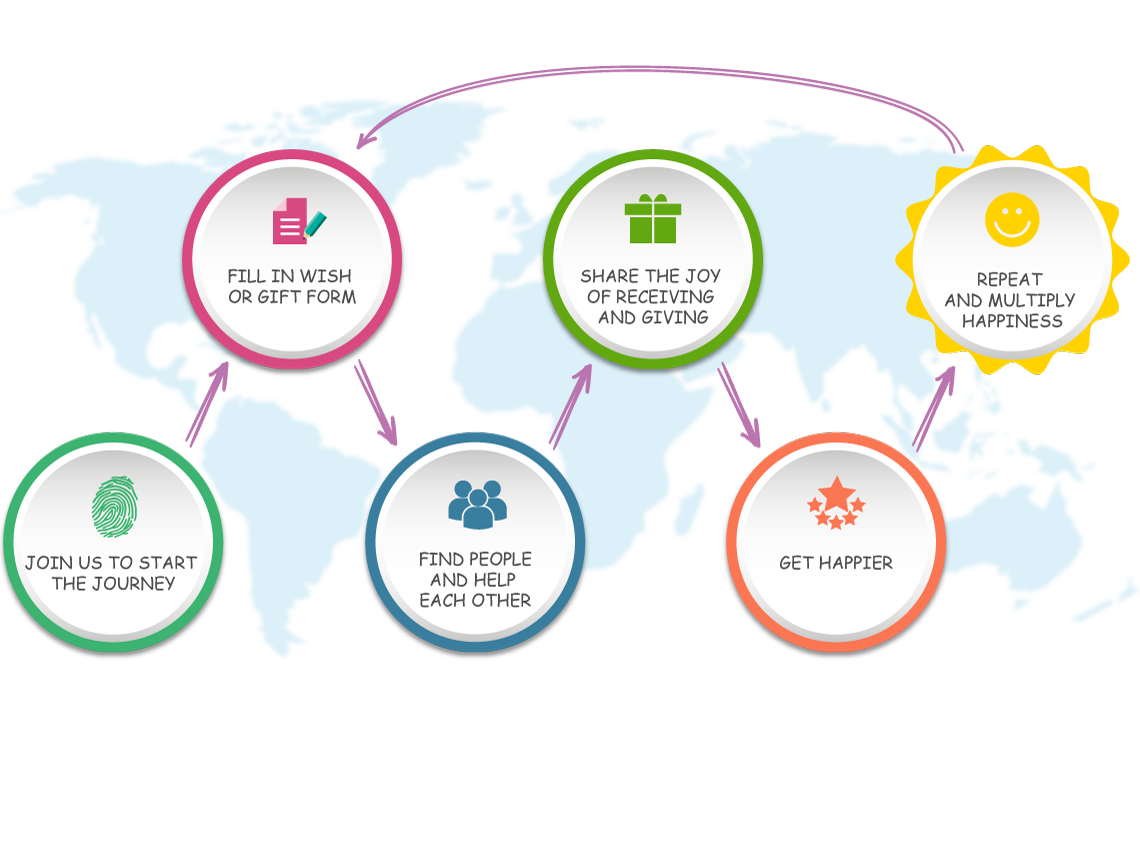 JOIN US TO START
THE JOURNEY
FILL IN WISH
OR GIFT FORM
FIND PEOPLE
AND HELP
EACH OTHER
SHARE THE JOY
OF RECEIVING
AND GIVING
GET HAPPIER
REPEAT
AND MULTIPLY
HAPPINESS